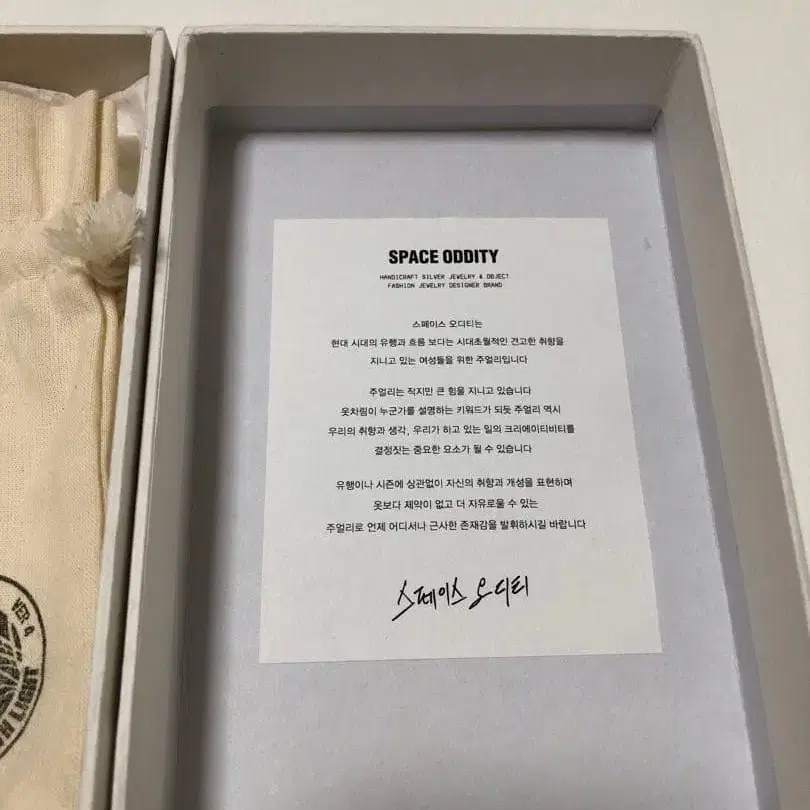 SPACE ODDITY
HANDICRAFT SILVER JEWELRY & OBJECT
FASHION JEWELRY DESIGNER BRAND
스페이스 오디티는
현대 시대의 유행과 흐름 보다는 시대초월적인 견고한 취향을
지니고 있는 여성들을 위한 주얼리입니다
주얼리는 작지만 큰 힘을 지니고 있습니다
옷차림이 누군가를 설명하는 키워드가 되듯 주얼리 역시
우리의 취향과 생각, 우리가 하고 있는 일의 크리에이티비티를
결정짓는 중요한 요소가 될 수 있습니다
유행이나 시즌에 상관없이 자신의 취향과 개성을 표현하며
옷보다 제약이 없고 더 자유로울 수 있는
주얼리로 언제 어디서나 근사한 존재감을 발휘하시길 바랍니다
스페이스 오디티
LIGHT